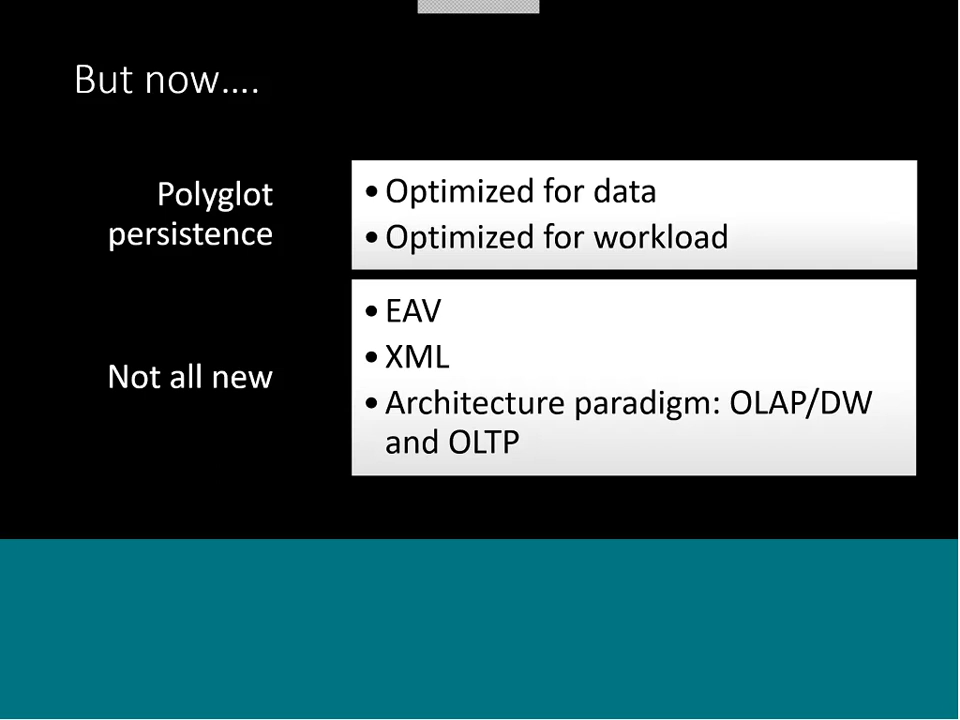 But now....
Polyglot
persistence
• Optimized for data
• Optimized for workload
Not all new
• EAV
• XML
• Architecture paradigm: OLAP/DW
and OLTP